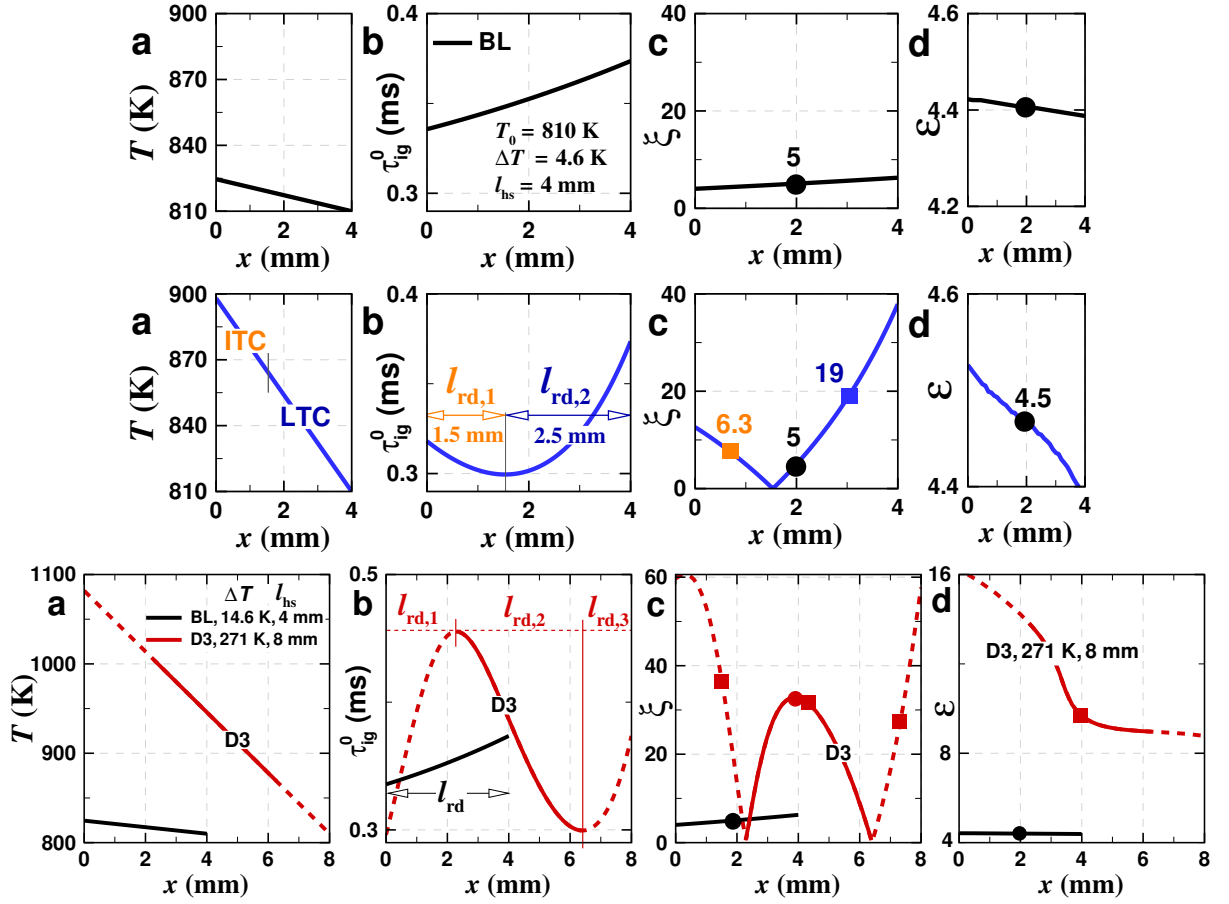 a
T (K)
900
870
840
810
0 2 4
x (mm)
b
τ⁰ig (ms)
0.4
0.3
BL
T0 = 810 K
ΔT = 4.6 K
lhs = 4 mm
0 2 4
x (mm)
c
ξ
40
20
0
5
0 2 4
x (mm)
d
ε
4.6
4.4
4.2
0 2 4
x (mm)
a
T (K)
900
870
840
810
ITC
LTC
0 2 4
x (mm)
b
τ⁰ig (ms)
0.4
0.3
lrd,1 lrd,2
1.5 mm 2.5 mm
0 2 4
x (mm)
c
ξ
40
20
0
6.3
5
19
0 2 4
x (mm)
d
ε
4.6
4.4
4.5
0 2 4
x (mm)
a
T (K)
1100
1000
900
800
ΔT lhs
BL, 14.6 K, 4 mm
D3, 271 K, 8 mm
D3
0 2 4 6 8
x (mm)
b
τ⁰ig (ms)
0.5
0.3
lrd,1 lrd,2 lrd,3
D3
lrd
0 2 4 6 8
x (mm)
c
ξ
60
45
30
15
0
D3
0 2 4 6 8
x (mm)
d
ε
16
8
4
D3, 271 K, 8 mm
0 2 4 6 8
x (mm)